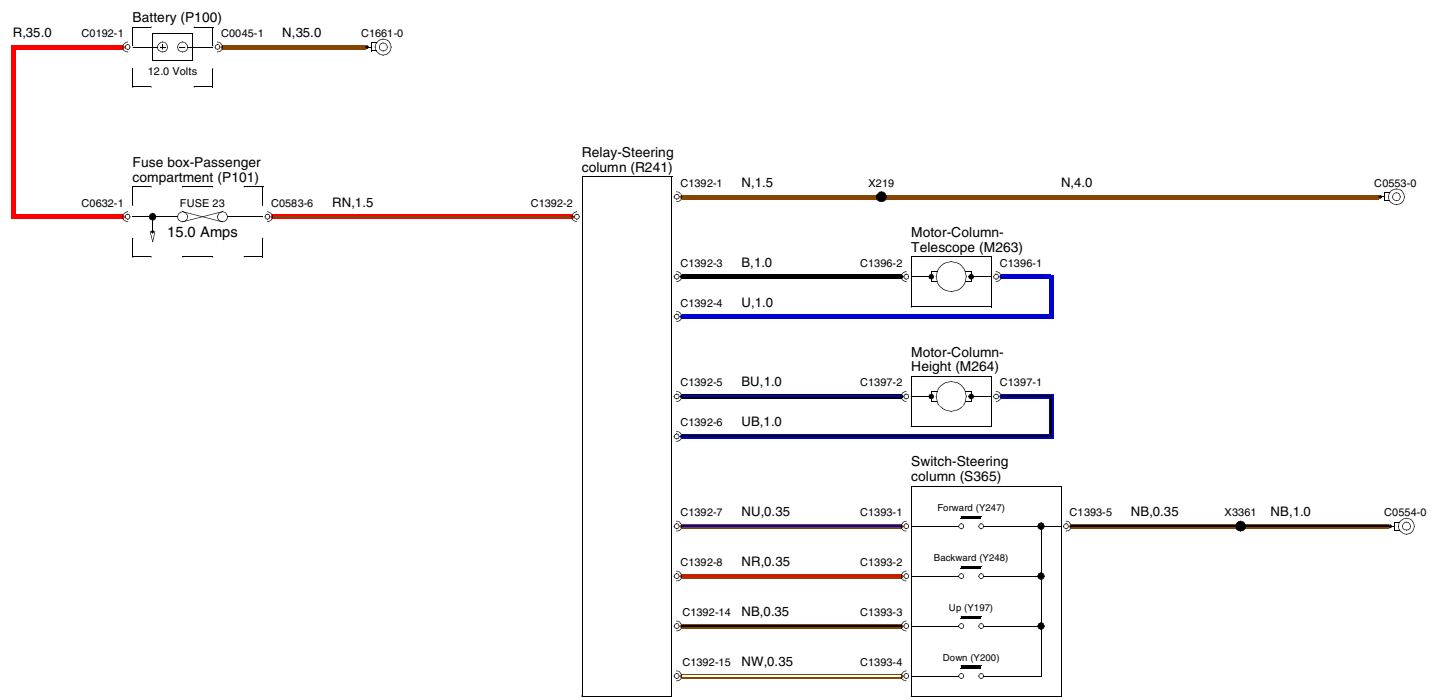 Battery (P100)
R,35.0
C0192-1
C0045-1
N,35.0
C1661-0
12.0 Volts
Fuse box-Passenger
compartment (P101)
C0632-1
FUSE 23
15.0 Amps
C0583-6
RN,1.5
C1392-2
Relay-Steering
column (R241)
C1392-1
N,1.5
X219
N,4.0
C0553-0
Motor-Column-
Telescope (M263)
C1392-3
B,1.0
C1396-2
C1396-1
C1392-4
U,1.0
Motor-Column-
Height (M264)
C1392-5
BU,1.0
C1397-2
C1397-1
C1392-6
UB,1.0
Switch-Steering
column (S365)
C1392-7
NU,0.35
C1393-1
Forward (Y247)
C1393-5
NB,0.35
X3361
NB,1.0
C0554-0
C1392-8
NR,0.35
C1393-2
Backward (Y248)
C1392-14
NB,0.35
C1393-3
Up (Y197)
C1392-15
NW,0.35
C1393-4
Down (Y200)